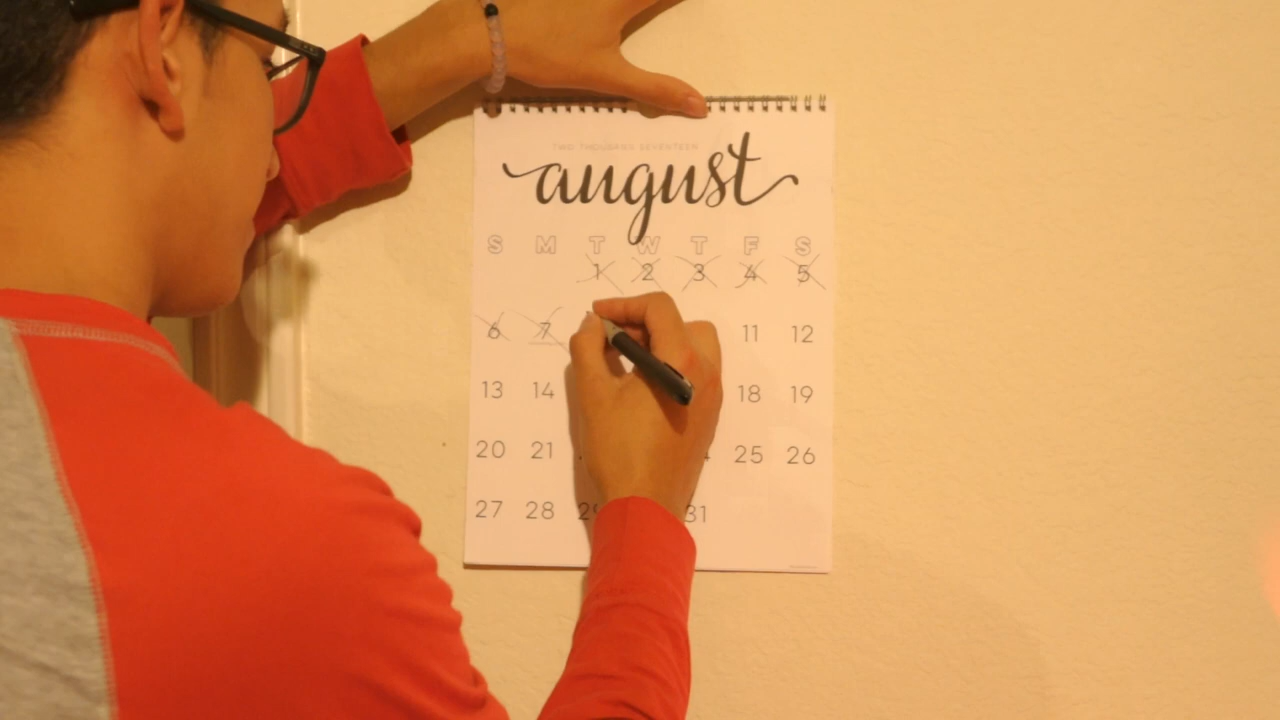 TWO THOUSAND SEVENTEEN
august
S M T W T F S
1 2 3 4 5
6 7 11 12
13 14 18 19
20 21 25 26
27 28 29 31